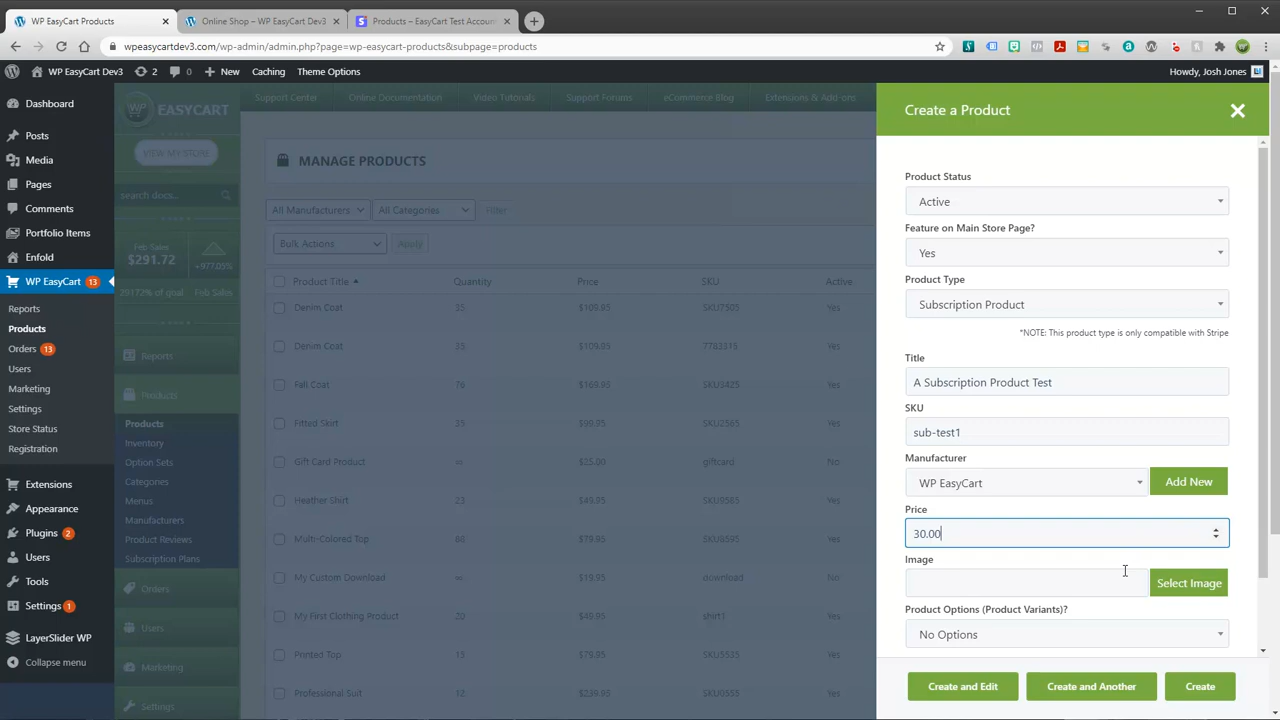 WP EasyCart Products
Online Shop – WP EasyCart Dev3
Products – EasyCart Test Account
wpeasycartdev3.com/wp-admin/admin.php?page=wp-easycart-products&subpage=products
WP EasyCart Dev3
2
0
New
Caching
Theme Options
Howdy, Josh Jones
Dashboard
Posts
Media
Pages
Comments
Portfolio Items
Enfold
WP EasyCart 13
Reports
Products
Orders 13
Users
Marketing
Settings
Store Status
Registration
Extensions
Appearance
Plugins 2
Users
Tools
Settings 1
LayerSlider WP
Collapse menu
WP EASYCART
VIEW MY STORE
search docs...
Feb Sales
$291.72
+977.05%
29172% of goal
Feb Sales
Reports
Products
Products
Inventory
Option Sets
Categories
Menus
Manufacturers
Product Reviews
Subscription Plans
Orders
Users
Marketing
Settings
Support Center
Online Documentation
Video Tutorials
Support Forums
eCommerce Blog
Extensions & Add-ons
MANAGE PRODUCTS
All Manufacturers
All Categories
Filter
Bulk Actions
Apply
Product Title Quantity Price SKU Active
Denim Coat 35 $109.95 SKU7505 Yes
Denim Coat 35 $109.95 7783315 Yes
Fall Coat 76 $169.95 SKU3425 Yes
Fitted Skirt 35 $99.95 SKU2565 Yes
Gift Card Product ∞ $25.00 giftcard No
Heather Shirt 23 $49.95 SKU9585 Yes
Multi-Colored Top 88 $79.95 SKU8595 Yes
My Custom Download ∞ $19.95 download No
My First Clothing Product 20 $49.95 shirt1 Yes
Printed Top 15 $79.95 SKU5535 Yes
Professional Suit 12 $239.95 SKU0555 Yes
Create a Product
Product Status
Active
Feature on Main Store Page?
Yes
Product Type
Subscription Product
*NOTE: This product type is only compatible with Stripe
Title
A Subscription Product Test
SKU
sub-test1
Manufacturer
WP EasyCart
Add New
Price
30.00
Image
Select Image
Product Options (Product Variants)?
No Options
Create and Edit
Create and Another
Create